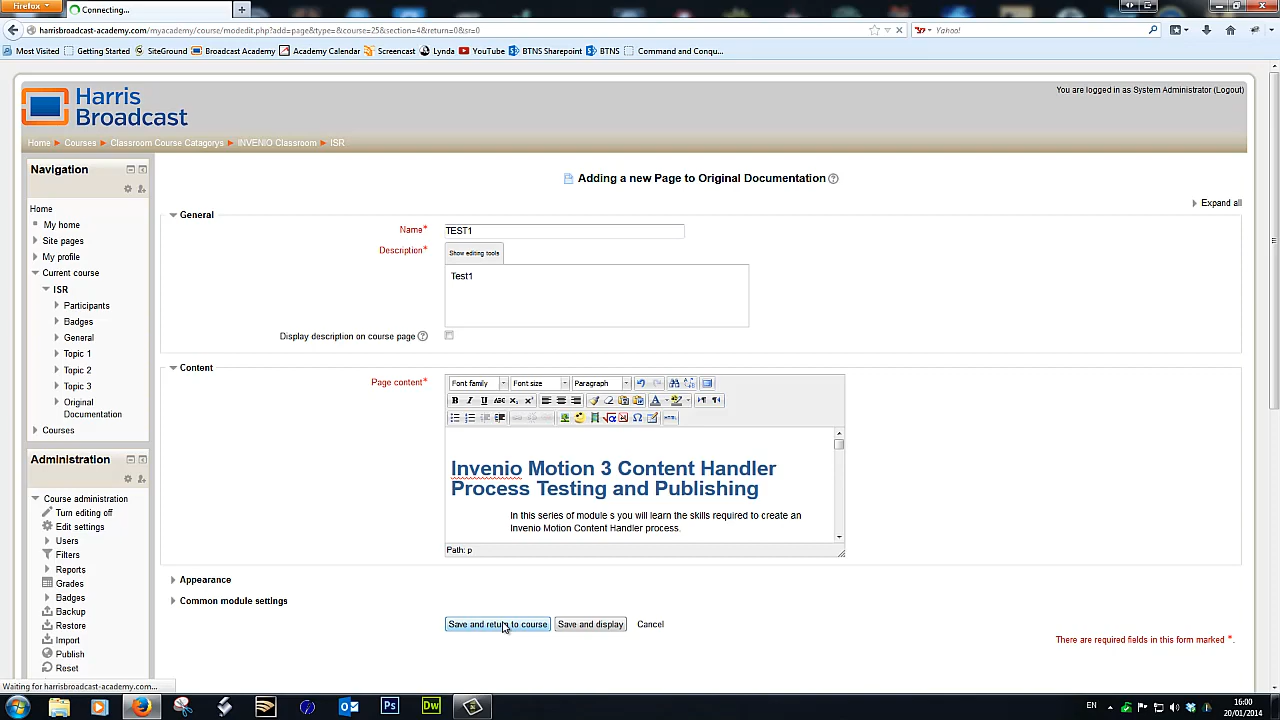 Firefox
Connecting...
harrisbroadcast-academy.com/myacademy/course/modedit.php?add=page&type=&course=25&section=4&return=0&sr=0
Yahoo!
Most Visited
Getting Started
SiteGround
Broadcast Academy
Academy Calendar
Screencast
Lynda
YouTube
BTNS Sharepoint
BTNS
Command and Conqu...
Harris
Broadcast
You are logged in as System Administrator (Logout)
Home
Courses
Classroom Course Catagorys
INVENIO Classroom
ISR
Navigation
Home
My home
Site pages
My profile
Current course
ISR
Participants
Badges
General
Topic 1
Topic 2
Topic 3
Original
Documentation
Courses
Administration
Course administration
Turn editing off
Edit settings
Users
Filters
Reports
Grades
Badges
Backup
Restore
Import
Publish
Reset
Adding a new Page to Original Documentation
Expand all
General
Name*
TEST1
Description*
Show editing tools
Test1
Display description on course page
Content
Page content*
Font family
Font size
Paragraph
Invenio Motion 3 Content Handler
Process Testing and Publishing
In this series of module s you will learn the skills required to create an
Invenio Motion Content Handler process.
Path: p
Appearance
Common module settings
Save and return to course
Save and display
Cancel
There are required fields in this form marked *.
Waiting for harrisbroadcast-academy.com...
Ps
Dw
EN
16:00
20/01/2014